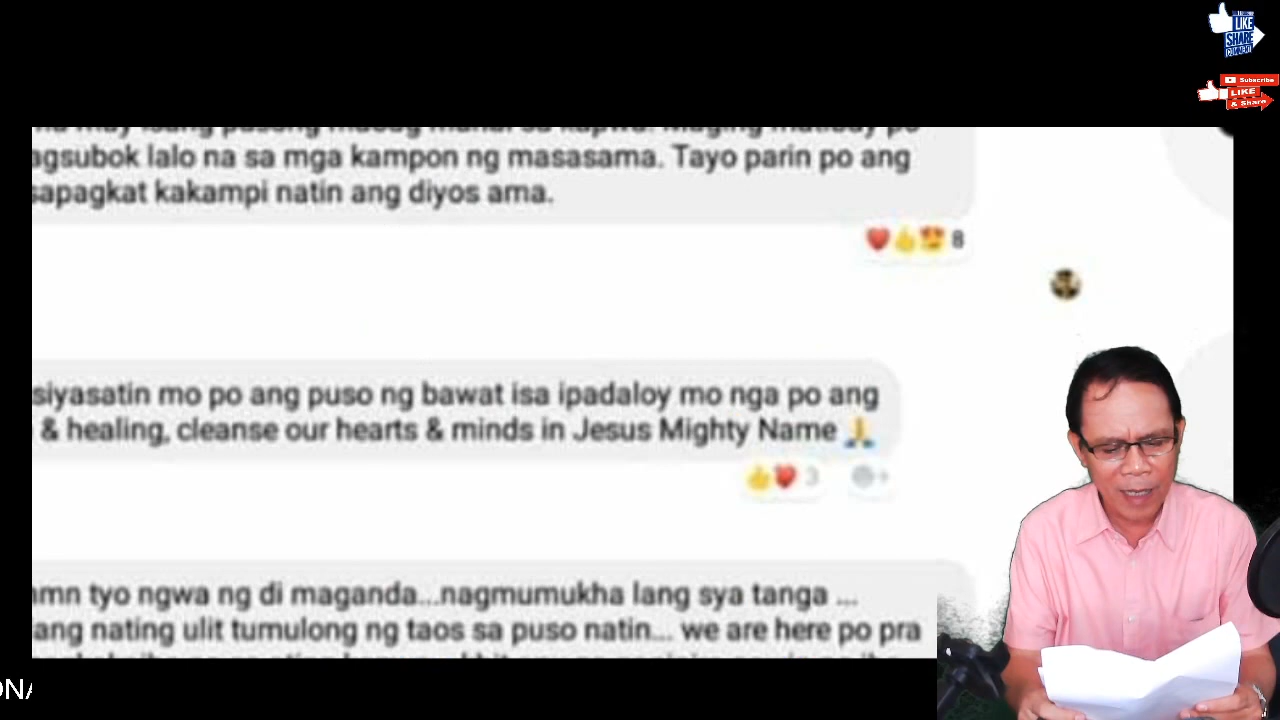 LIKE
SHARE
COMMENT
Subscribe
LIKE
& Share
agsubok lalo na sa mga kampon ng masasama. Tayo parin po ang
sapagkat kakampi natin ang diyos ama.
8
siyasatin mo po ang puso ng bawat isa ipadaloy mo nga po ang
& healing, cleanse our hearts & minds in Jesus Mighty Name
3
amn tyo ngwa ng di maganda...nagmumukha lang sya tanga ...
ang nating ulit tumulong ng taos sa puso natin... we are here po pra